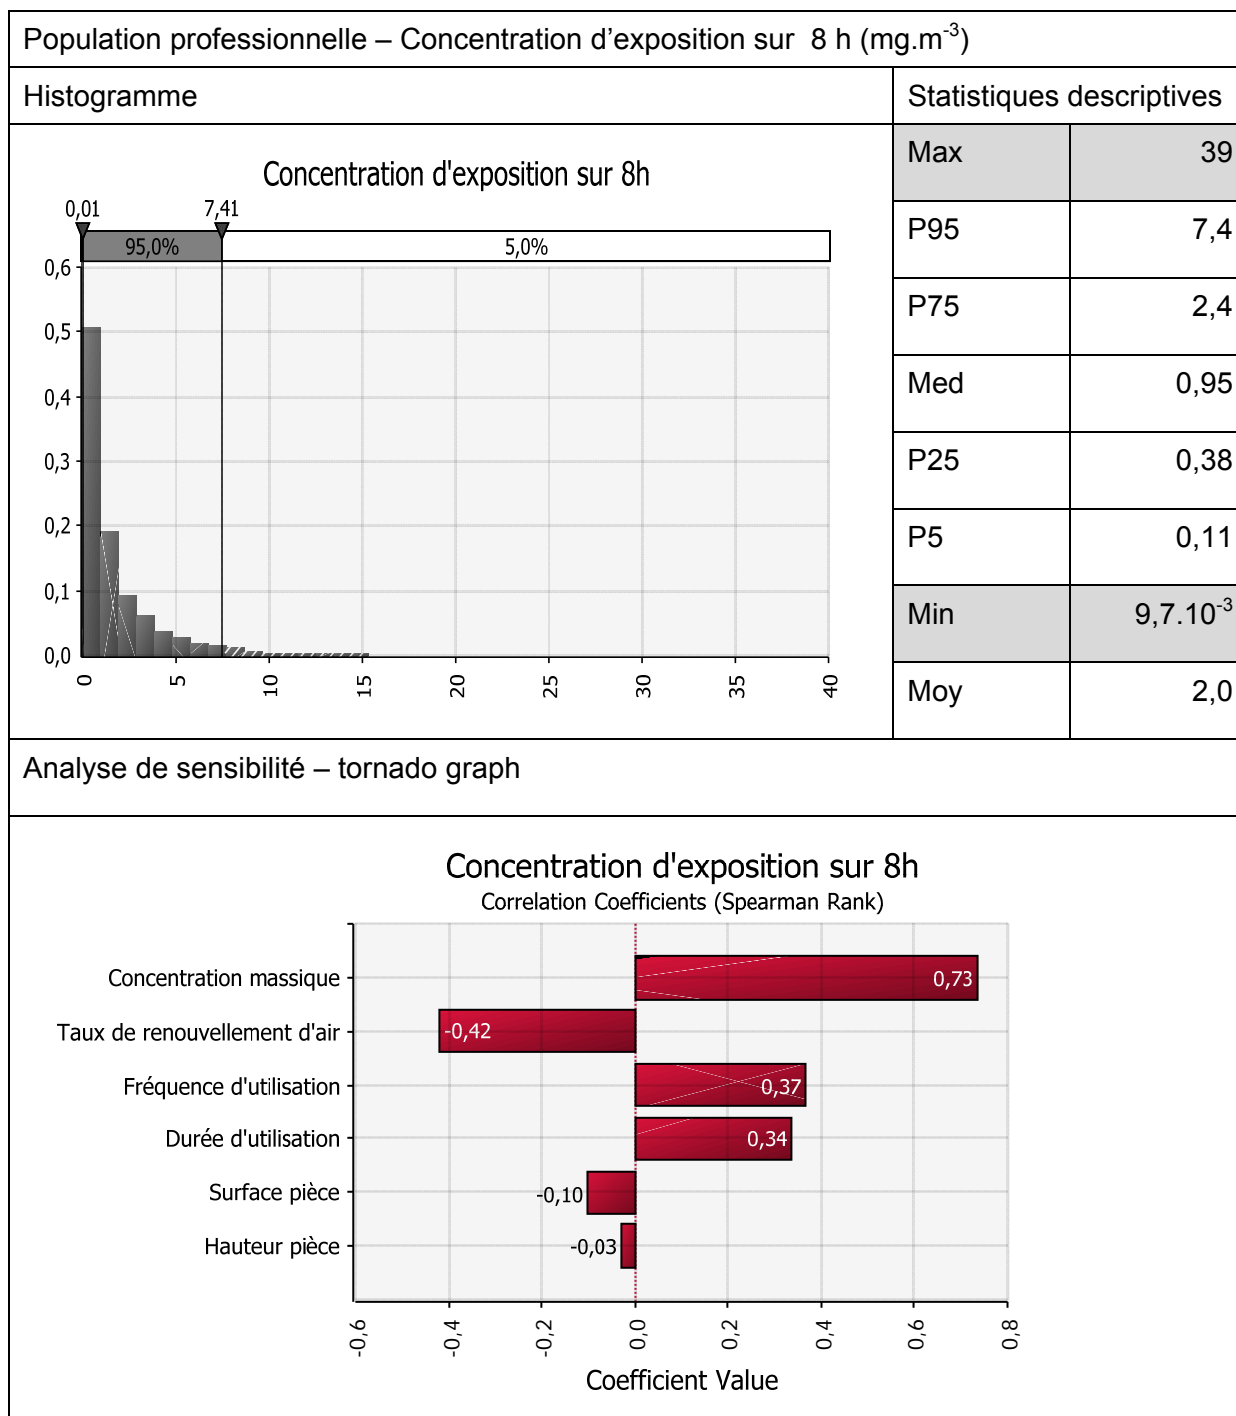 Population professionnelle – Concentration d’exposition sur 8 h (mg.m-3)
Histogramme
Statistiques descriptives
Concentration d'exposition sur 8h
0,01
7,41
95,0%
5,0%
0,6
0,5
0,4
0,3
0,2
0,1
0,0
0
5
10
15
20
25
30
35
40
Max 39
P95 7,4
P75 2,4
Med 0,95
P25 0,38
P5 0,11
Min 9,7.10-3
Moy 2,0
Analyse de sensibilité – tornado graph
Concentration d'exposition sur 8h
Correlation Coefficients (Spearman Rank)
Concentration massique 0,73
Taux de renouvellement d'air -0,42
Fréquence d'utilisation 0,37
Durée d'utilisation 0,34
Surface pièce -0,10
Hauteur pièce -0,03
-0,6
-0,4
-0,2
0,0
0,2
0,4
0,6
0,8
Coefficient Value